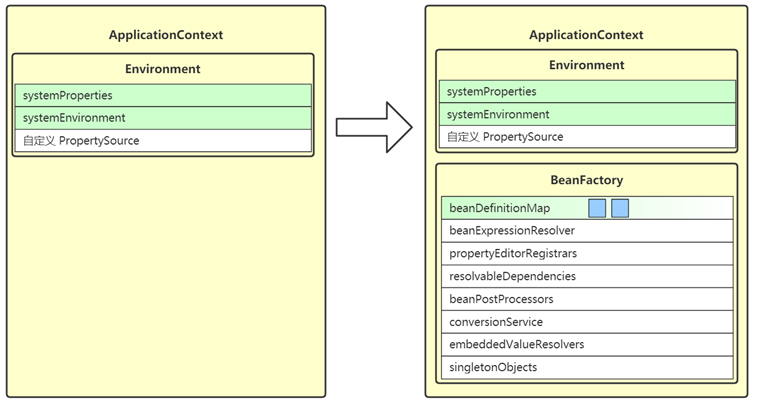 ApplicationContext
Environment
systemProperties
systemEnvironment
自定义 PropertySource
ApplicationContext
Environment
systemProperties
systemEnvironment
自定义 PropertySource
BeanFactory
beanDefinitionMap
beanExpressionResolver
propertyEditorRegistrars
resolvableDependencies
beanPostProcessors
conversionService
embeddedValueResolvers
singletonObjects